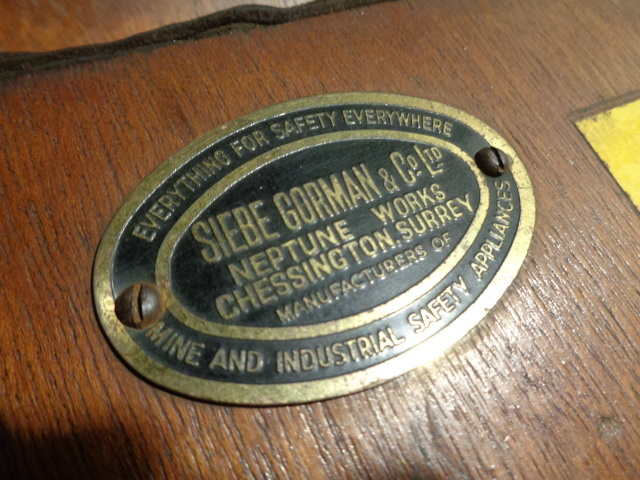 EVERYTHING FOR SAFETY EVERYWHERE
SIEBE GORMAN & Co LTD
NEPTUNE WORKS
CHESSINGTON. SURREY
MANUFACTURERS OF
MINE AND INDUSTRIAL SAFETY APPLIANCES